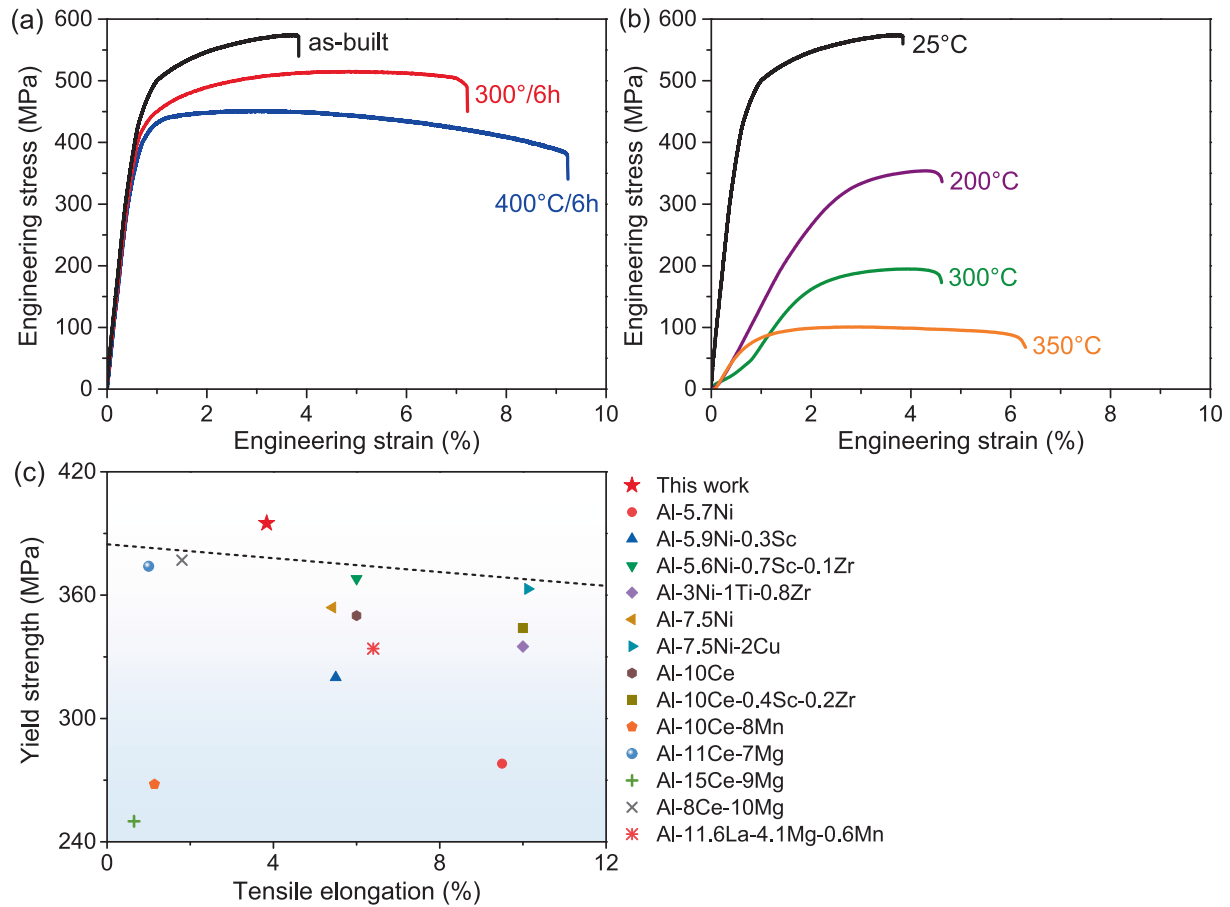 (a)
600
500
400
300
200
100
0
Engineering stress (MPa)
as-built
300°/6h
400°C/6h
0 2 4 6 8 10
Engineering strain (%)
(b)
600
500
400
300
200
100
0
Engineering stress (MPa)
25°C
200°C
300°C
350°C
0 2 4 6 8 10
Engineering strain (%)
(c)
420
360
300
240
Yield strength (MPa)
0 4 8 12
Tensile elongation (%)
This work
Al-5.7Ni
Al-5.9Ni-0.3Sc
Al-5.6Ni-0.7Sc-0.1Zr
Al-3Ni-1Ti-0.8Zr
Al-7.5Ni
Al-7.5Ni-2Cu
Al-10Ce
Al-10Ce-0.4Sc-0.2Zr
Al-10Ce-8Mn
Al-11Ce-7Mg
Al-15Ce-9Mg
Al-8Ce-10Mg
Al-11.6La-4.1Mg-0.6Mn